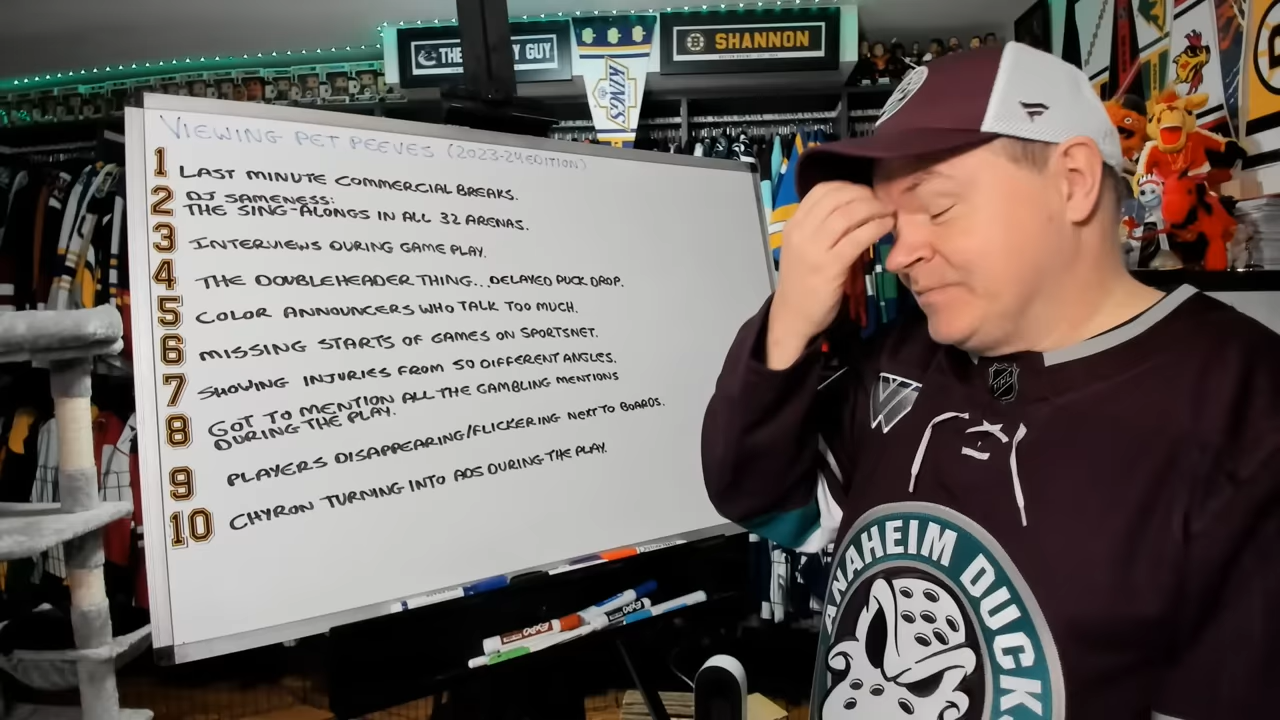 THE
Y GUY
KINGS
SHANNON
VIEWING PET PEEVES (2023-24 EDITION)
1 LAST MINUTE COMMERCIAL BREAKS.
2 DJ SAMENESS:
THE SING-ALONGS IN ALL 32 ARENAS.
3 INTERVIEWS DURING GAME PLAY.
4 THE DOUBLEHEADER THING... DELAYED PUCK DROP.
5 COLOR ANNOUNCERS WHO TALK TOO MUCH.
6 MISSING STARTS OF GAMES ON SPORTSNET.
7 SHOWING INJURIES FROM 50 DIFFERENT ANGLES.
8 GOT TO MENTION ALL THE GAMBLING MENTIONS
DURING THE PLAY.
9 PLAYERS DISAPPEARING/FLICKERING NEXT TO BOARDS.
10 CHYRON TURNING INTO ADS DURING THE PLAY.
NHL
ANAHEIM DUCKS
EXPO
EXPO